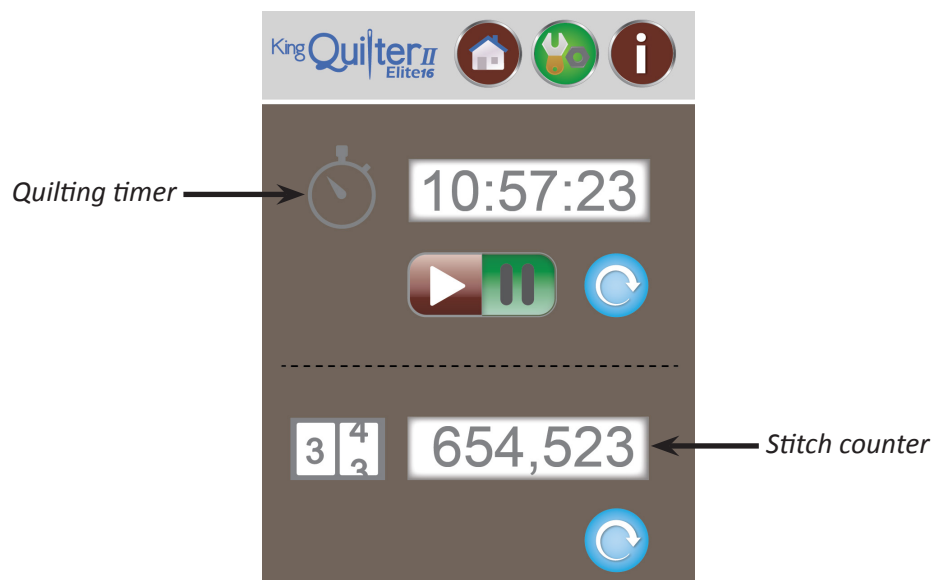 King Quilter II
Elite16
i
Quilting timer
10:57:23
3 4
3
654,523
Stitch counter